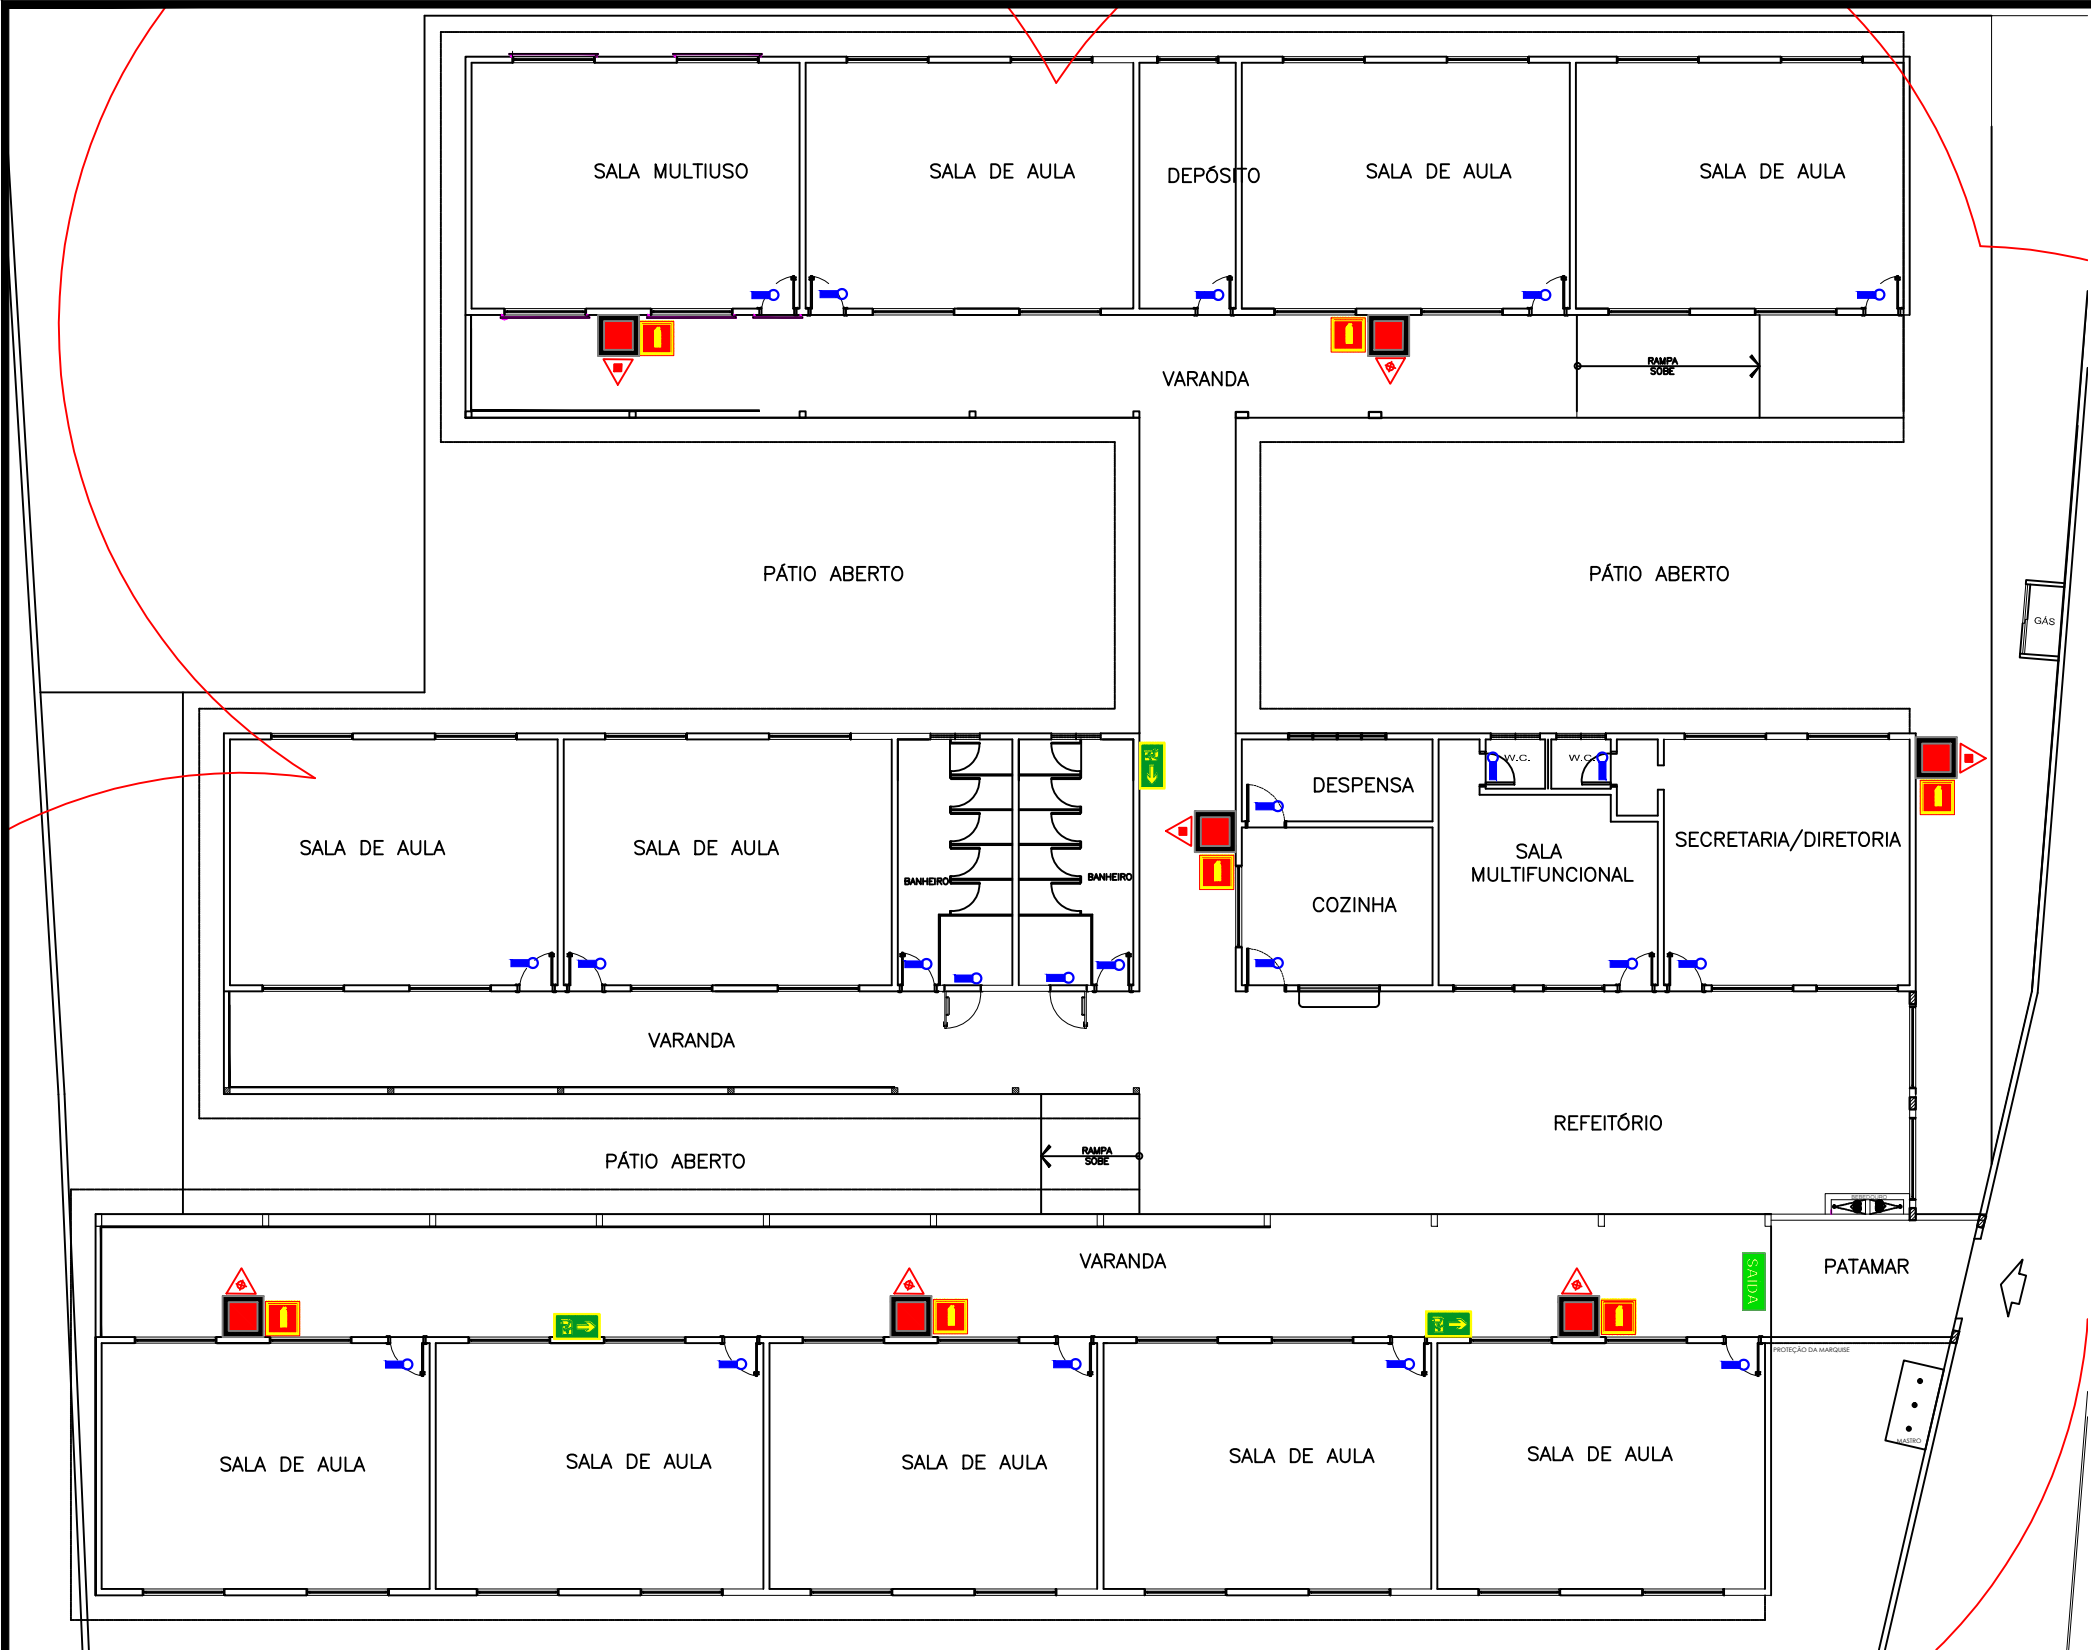 SALA MULTIUSO
SALA DE AULA
DEPÓSITO
SALA DE AULA
SALA DE AULA
VARANDA
RAMPA
SOBE
PÁTIO ABERTO
PÁTIO ABERTO
GÁS
SALA DE AULA
SALA DE AULA
BANHEIRO
BANHEIRO
DESPENSA
COZINHA
W.C.
W.C.
SALA
MULTIFUNCIONAL
SECRETARIA/DIRETORIA
VARANDA
REFEITÓRIO
PÁTIO ABERTO
RAMPA
SOBE
BEBEDOURO
VARANDA
SAIDA
PATAMAR
PROTEÇÃO DA MARQUISE
MASTRO
SALA DE AULA
SALA DE AULA
SALA DE AULA
SALA DE AULA
SALA DE AULA